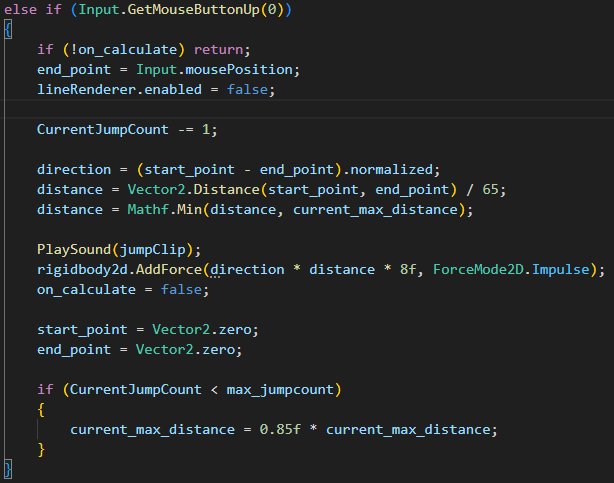 else if (Input.GetMouseButtonUp(0))
{
if (!on_calculate) return;
end_point = Input.mousePosition;
lineRenderer.enabled = false;
CurrentJumpCount -= 1;
direction = (start_point - end_point).normalized;
distance = Vector2.Distance(start_point, end_point) / 65;
distance = Mathf.Min(distance, current_max_distance);
PlaySound(jumpClip);
rigidbody2d.AddForce(direction * distance * 8f, ForceMode2D.Impulse);
on_calculate = false;
start_point = Vector2.zero;
end_point = Vector2.zero;
if (CurrentJumpCount < max_jumpcount)
{
current_max_distance = 0.85f * current_max_distance;
}
}